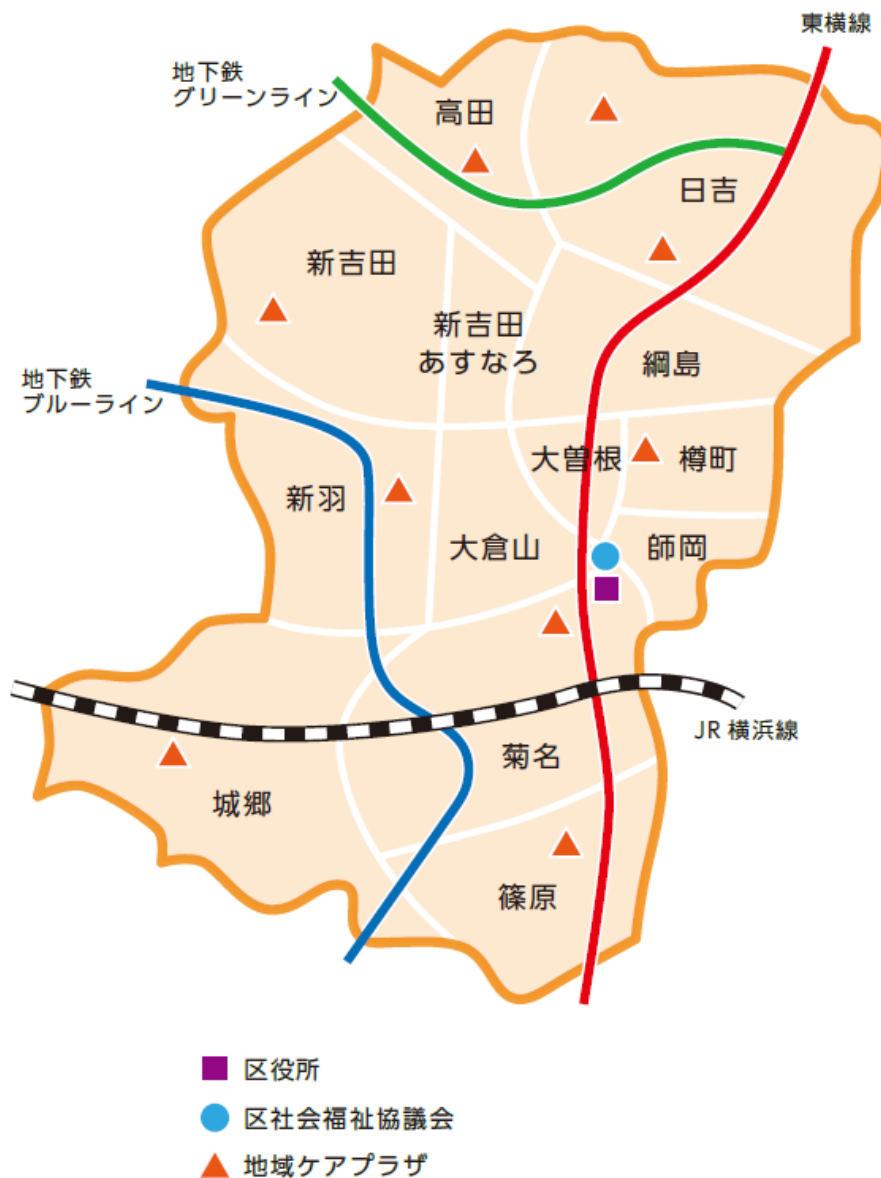 東横線
地下鉄
グリーンライン
高田
日吉
新吉田
新吉田
あすなろ
綱島
地下鉄
ブルーライン
大曽根
樽町
新羽
大倉山
師岡
JR 横浜線
菊名
城郷
篠原
区役所
区社会福祉協議会
地域ケアプラザ